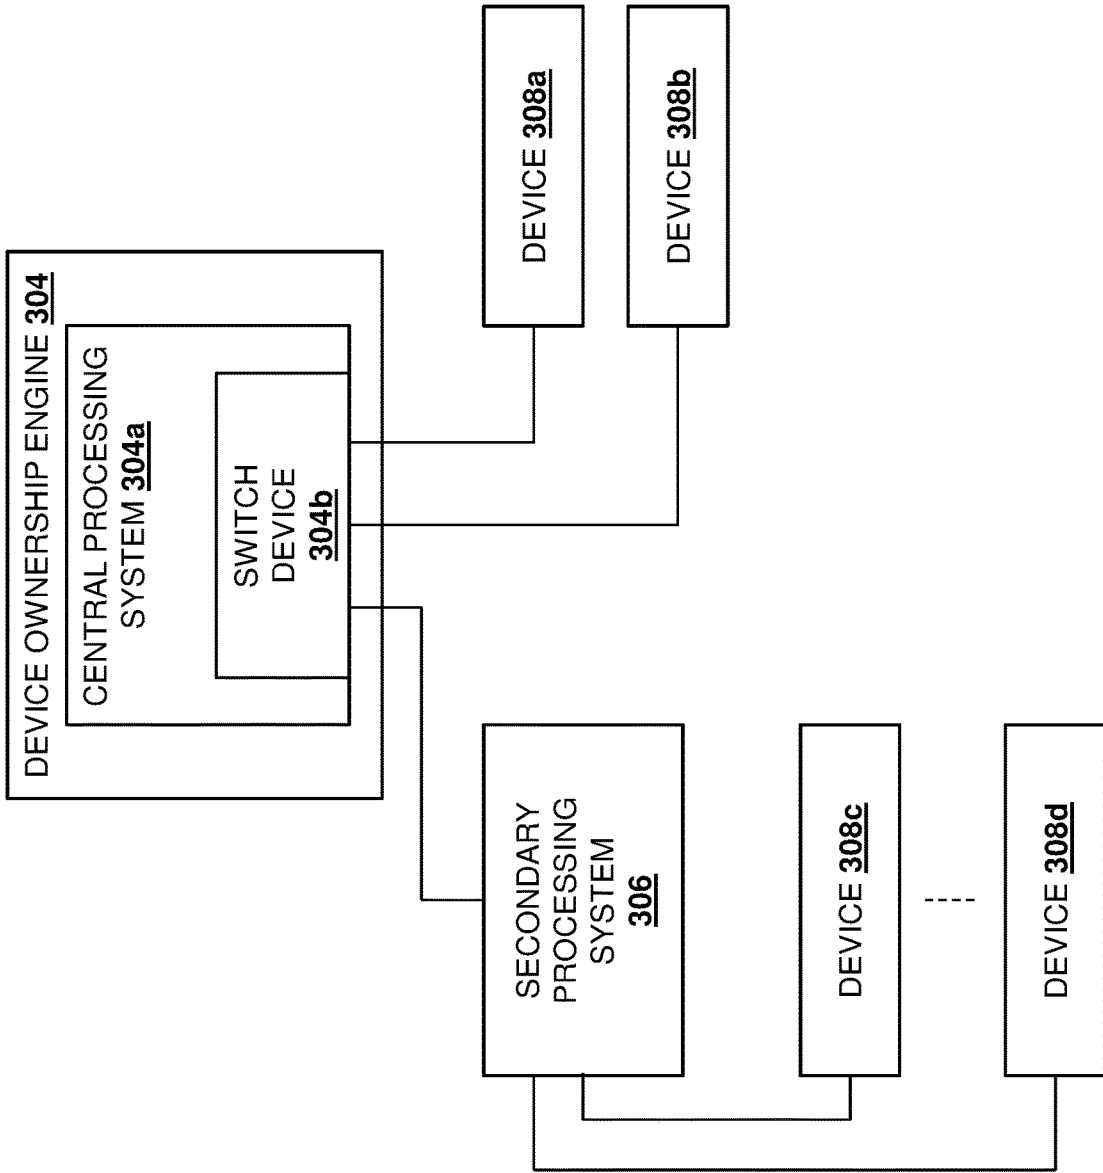 DEVICE OWNERSHIP ENGINE 304
CENTRAL PROCESSING
SYSTEM 304a
SWITCH
DEVICE
304b
DEVICE 308a
DEVICE 308b
SECONDARY
PROCESSING
SYSTEM
306
DEVICE 308c
DEVICE 308d